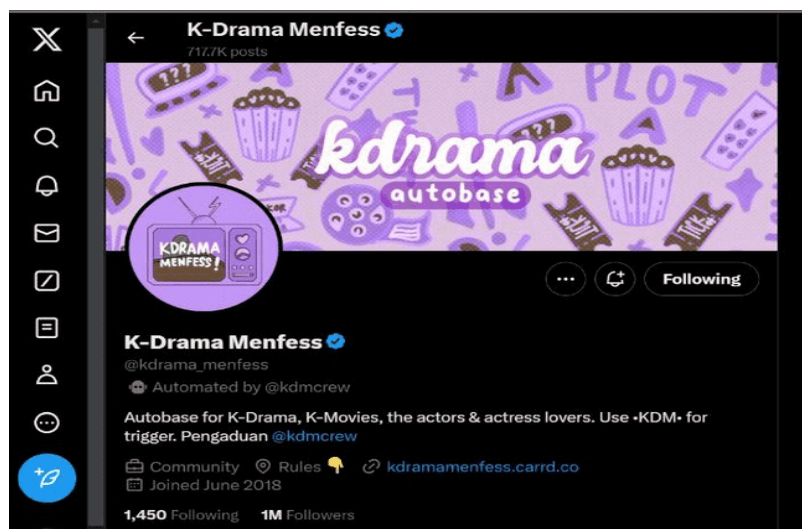 K-Drama Menfess
717.7K posts
???
PLOT
???
kdrama
autobase
KDRAMA
MENFESS!
Following
K-Drama Menfess
@kdrama_menfess
Automated by @kdmcrew
Autobase for K-Drama, K-Movies, the actors & actress lovers. Use •KDM• for
trigger. Pengaduan @kdmcrew
Community Rules 👇 kdramamenfess.carrd.co
Joined June 2018
1,450 Following 1M Followers